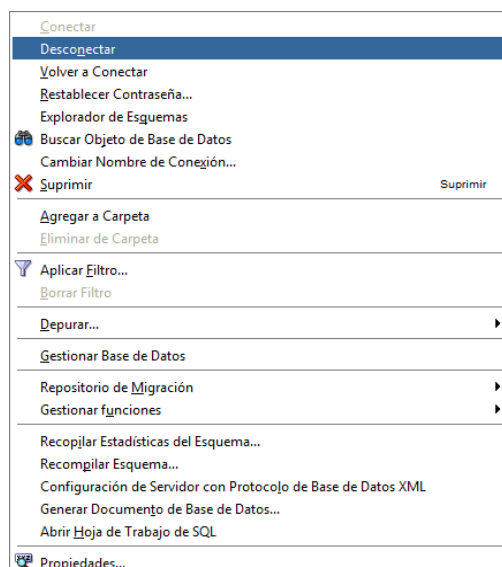 Conectar
Desconectar
Volver a Conectar
Restablecer Contraseña...
Explorador de Esquemas
Buscar Objeto de Base de Datos
Cambiar Nombre de Conexión...
Suprimir Suprimir
Agregar a Carpeta
Eliminar de Carpeta
Aplicar Filtro...
Borrar Filtro
Depurar...
Gestionar Base de Datos
Repositorio de Migración
Gestionar funciones
Recopilar Estadísticas del Esquema...
Recompilar Esquema...
Configuración de Servidor con Protocolo de Base de Datos XML
Generar Documento de Base de Datos...
Abrir Hoja de Trabajo de SQL
Propiedades...